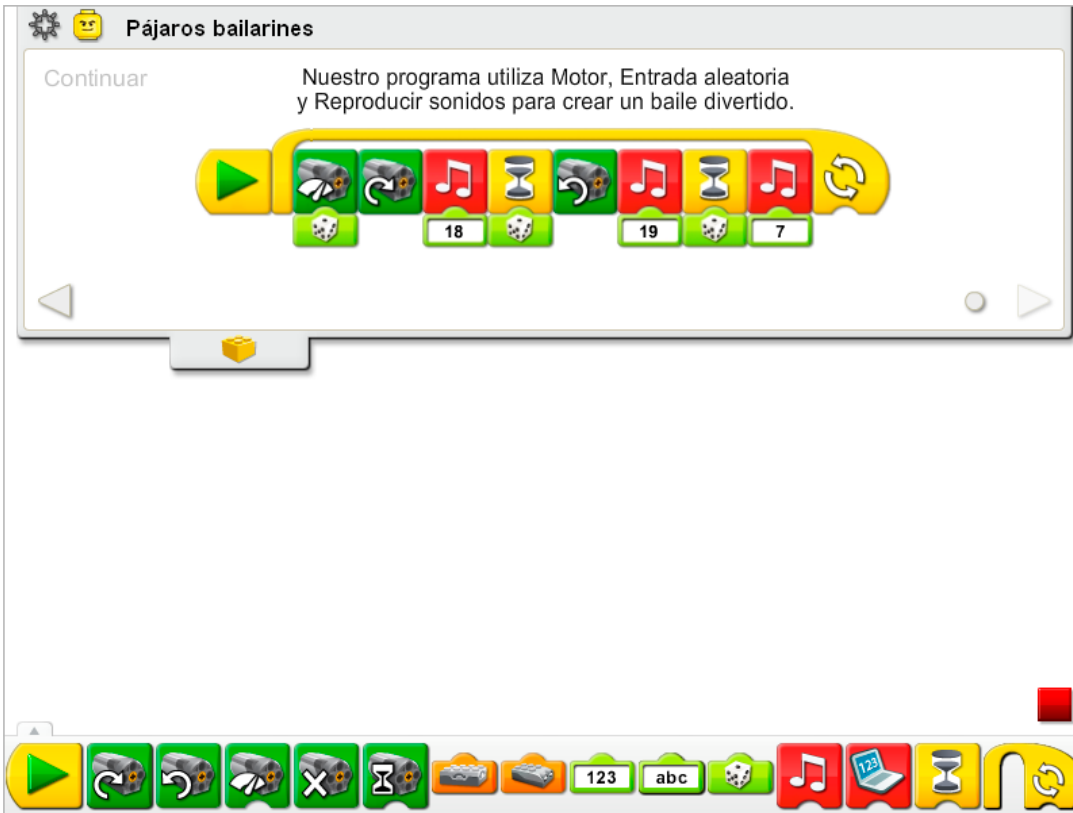 Pájaros bailarines
Continuar
Nuestro programa utiliza Motor, Entrada aleatoria
y Reproducir sonidos para crear un baile divertido.
18 19 7
123 abc 123